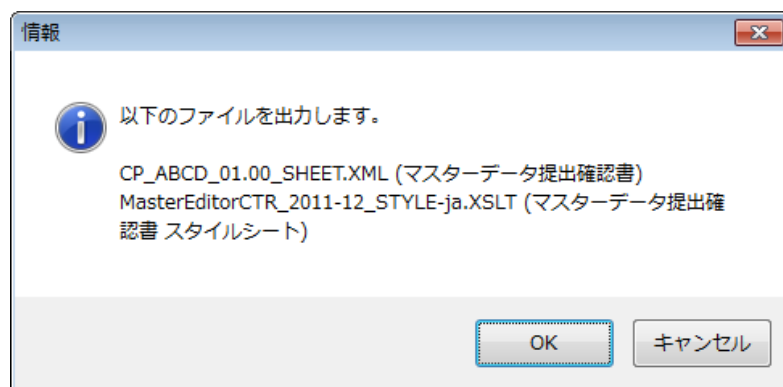 情報
以下のファイルを出力します。
CP_ABCD_01.00_SHEET.XML (マスターデータ提出確認書)
MasterEditorCTR_2011-12_STYLE-ja.XSLT (マスターデータ提出確
認書 スタイルシート)
OK
キャンセル